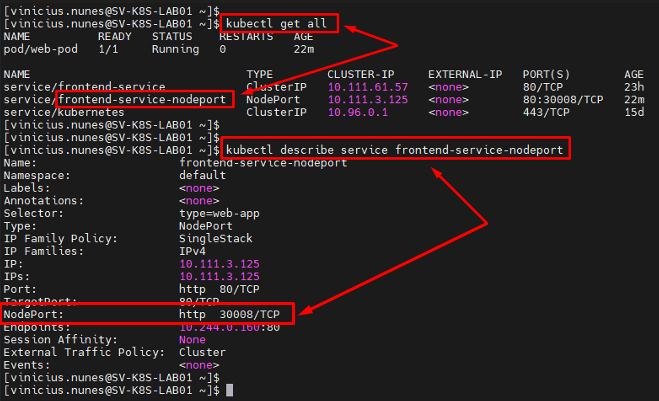 [vinicius.nunes@SV-K8S-LAB01 ~]$
[vinicius.nunes@SV-K8S-LAB01 ~]$ kubectl get all
NAME READY STATUS RESTARTS AGE
pod/web-pod 1/1 Running 0 22m
NAME TYPE CLUSTER-IP EXTERNAL-IP PORT(S) AGE
service/frontend-service ClusterIP 10.111.61.57 <none> 80/TCP 23h
service/frontend-service-nodeport NodePort 10.111.3.125 <none> 80:30008/TCP 22m
service/kubernetes ClusterIP 10.96.0.1 <none> 443/TCP 15d
[vinicius.nunes@SV-K8S-LAB01 ~]$
[vinicius.nunes@SV-K8S-LAB01 ~]$
[vinicius.nunes@SV-K8S-LAB01 ~]$ kubectl describe service frontend-service-nodeport
Name: frontend-service-nodeport
Namespace: default
Labels: <none>
Annotations: <none>
Selector: type=web-app
Type: NodePort
IP Family Policy: SingleStack
IP Families: IPv4
IP: 10.111.3.125
IPs: 10.111.3.125
Port: http 80/TCP
TargetPort: 80/TCP
NodePort: http 30008/TCP
Endpoints: 10.244.0.160:80
Session Affinity: None
External Traffic Policy: Cluster
Events: <none>
[vinicius.nunes@SV-K8S-LAB01 ~]$
[vinicius.nunes@SV-K8S-LAB01 ~]$